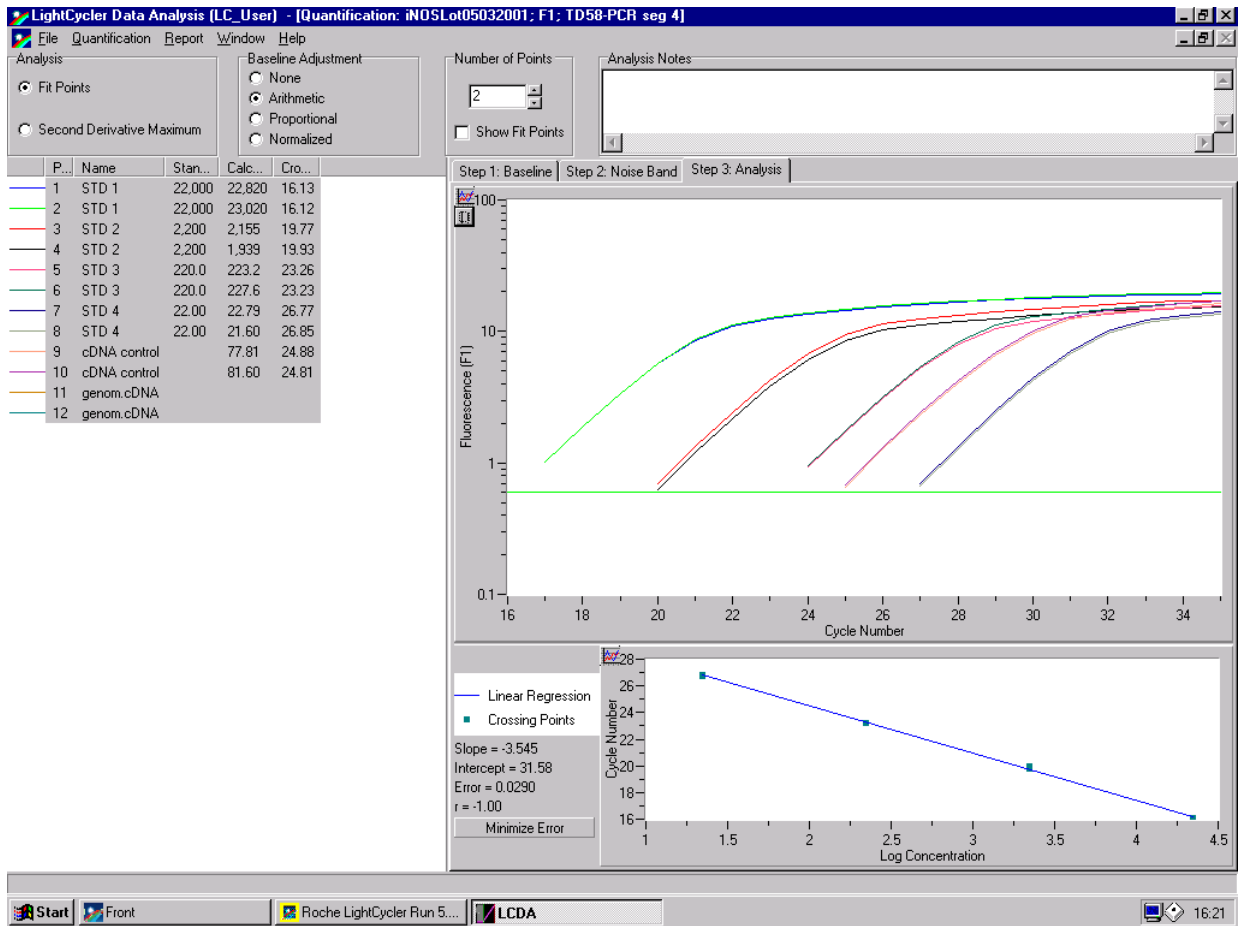 LightCycler Data Analysis (LC_User) - [Quantification: iNOSLot05032001; F1; TD58-PCR seg 4]
File Quantification Report Window Help
Analysis
Fit Points
Second Derivative Maximum
Baseline Adjustment
None
Arithmetic
Proportional
Normalized
Number of Points
2
Show Fit Points
Analysis Notes
P... Name Stan... Calc... Cro...
1 STD 1 22,000 22,820 16.13
2 STD 1 22,000 23,020 16.12
3 STD 2 2,200 2,155 19.77
4 STD 2 2,200 1,939 19.93
5 STD 3 220.0 223.2 23.26
6 STD 3 220.0 227.6 23.23
7 STD 4 22.00 22.79 26.77
8 STD 4 22.00 21.60 26.85
9 cDNA control 77.81 24.88
10 cDNA control 81.60 24.81
11 genom.cDNA
12 genom.cDNA
Step 1: Baseline Step 2: Noise Band Step 3: Analysis
100
10
1
0.1
Fluorescence (F1)
16 18 20 22 24 26 28 30 32 34
Cycle Number
Linear Regression
Crossing Points
Slope = -3.545
Intercept = 31.58
Error = 0.0290
r = -1.00
Minimize Error
28
26
24
22
20
18
16
Cycle Number
1 1.5 2 2.5 3 3.5 4 4.5
Log Concentration
Start Front Roche LightCycler Run 5.... LCDA 16:21